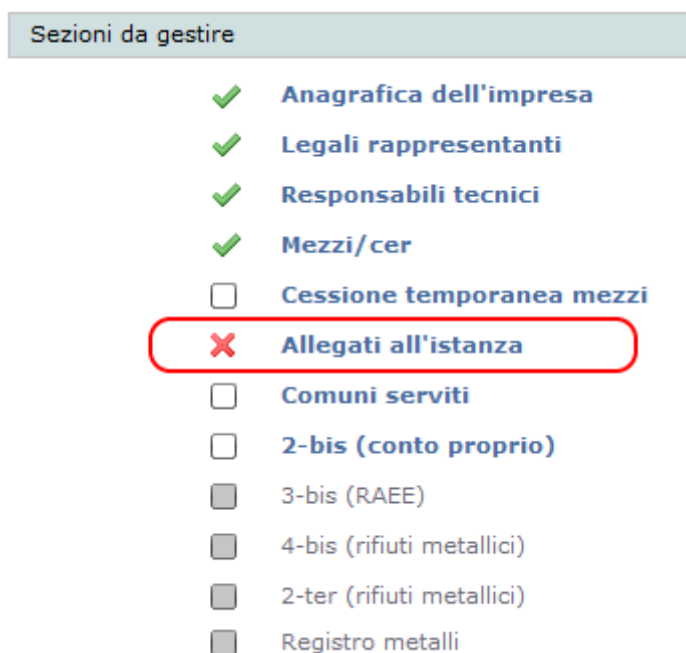 Sezioni da gestire
Anagrafica dell'impresa
Legali rappresentanti
Responsabili tecnici
Mezzi/cer
Cessione temporanea mezzi
Allegati all'istanza
Comuni serviti
2-bis (conto proprio)
3-bis (RAEE)
4-bis (rifiuti metallici)
2-ter (rifiuti metallici)
Registro metalli